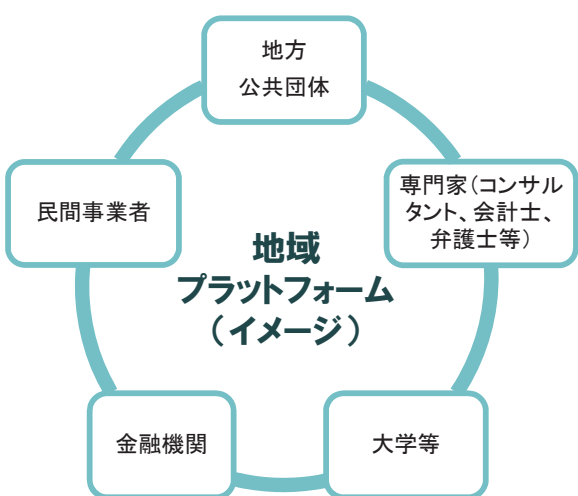 地方
公共団体
専門家(コンサル
タント、会計士、
弁護士等)
民間事業者
地域
プラットフォーム
(イメージ)
金融機関
大学等